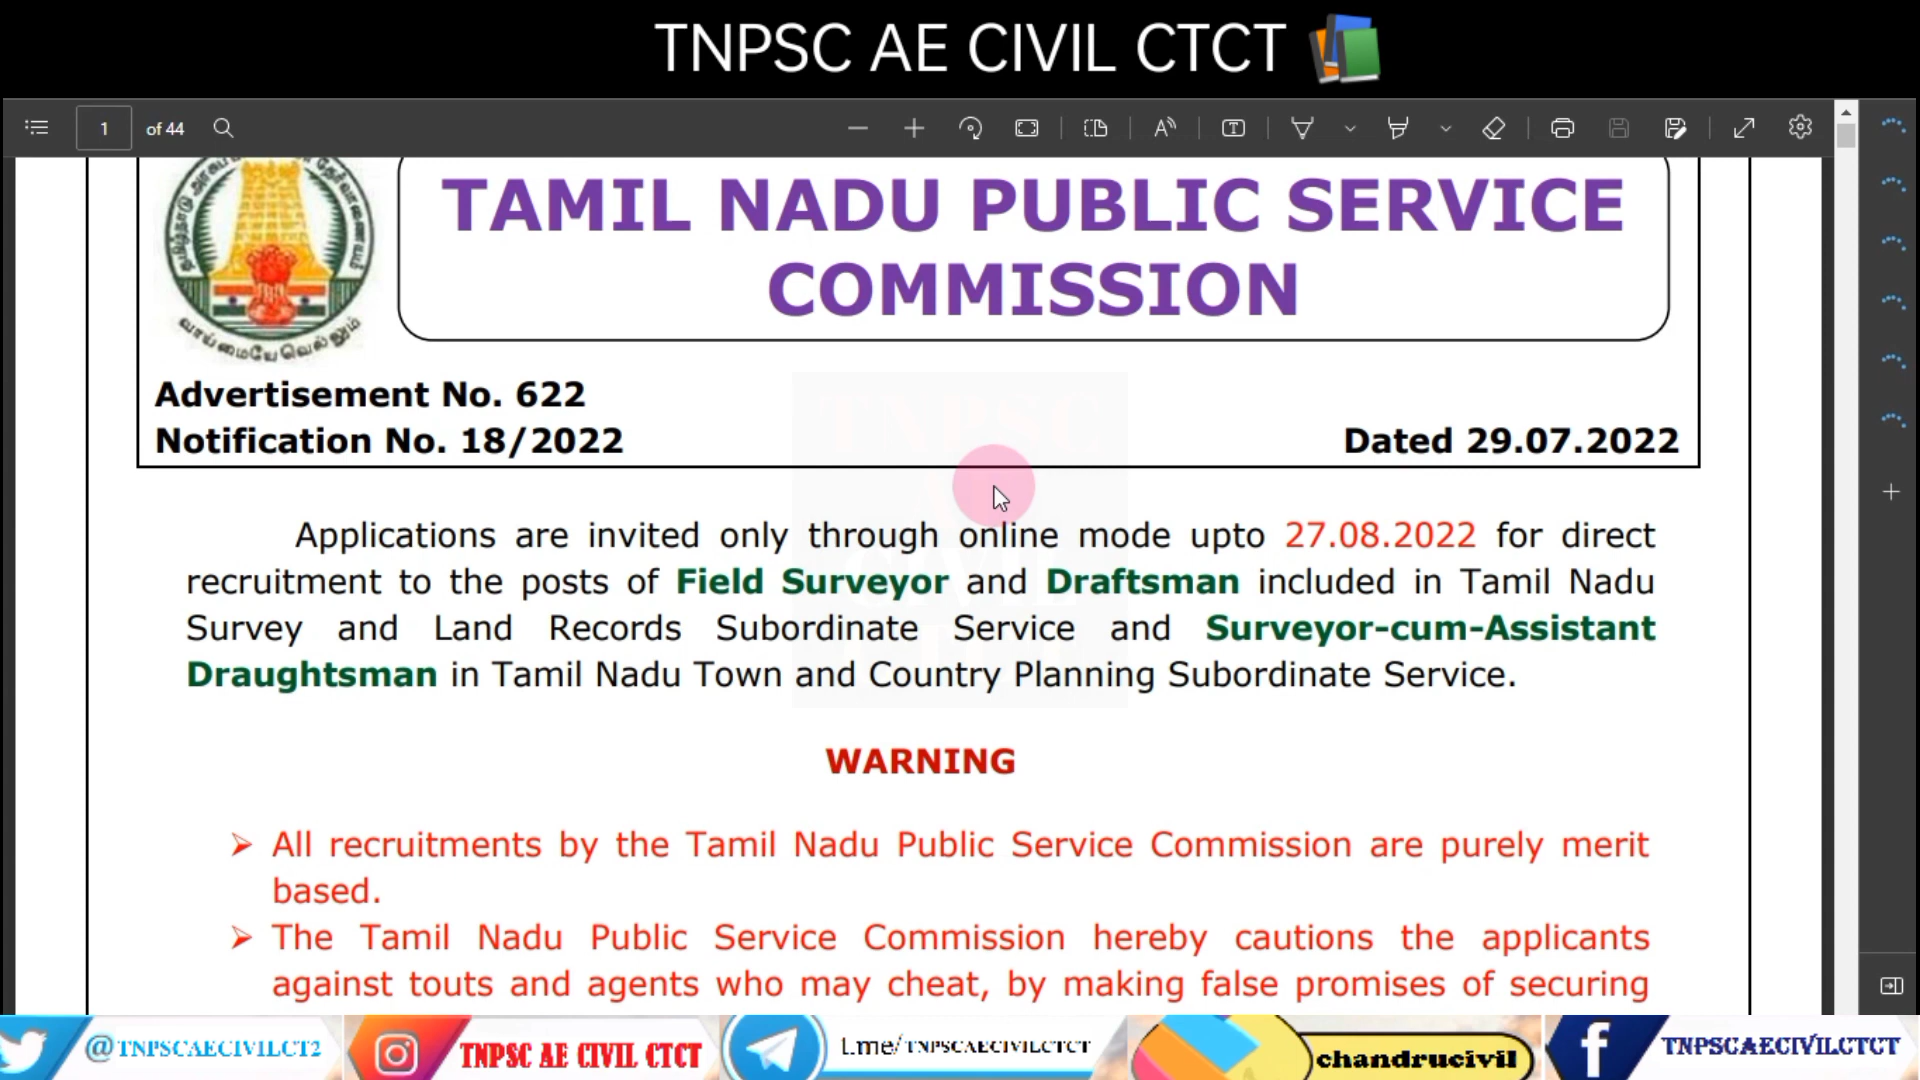 TNPSC AE CIVIL CTCT
1 of 44
TAMIL NADU PUBLIC SERVICE
COMMISSION
வாய்மையே வெல்லும்
Advertisement No. 622
Notification No. 18/2022
Dated 29.07.2022
Applications are invited only through online mode upto 27.08.2022 for direct
recruitment to the posts of Field Surveyor and Draftsman included in Tamil Nadu
Survey and Land Records Subordinate Service and Surveyor-cum-Assistant
Draughtsman in Tamil Nadu Town and Country Planning Subordinate Service.
WARNING
➢ All recruitments by the Tamil Nadu Public Service Commission are purely merit
based.
➢ The Tamil Nadu Public Service Commission hereby cautions the applicants
against touts and agents who may cheat, by making false promises of securing
@TNPSCAECIVILCT2
TNPSC AE CIVIL CTCT
t.me/TNPSCAECIVILCTCT
chandrucivil
TNPSCAECIVILCTCT